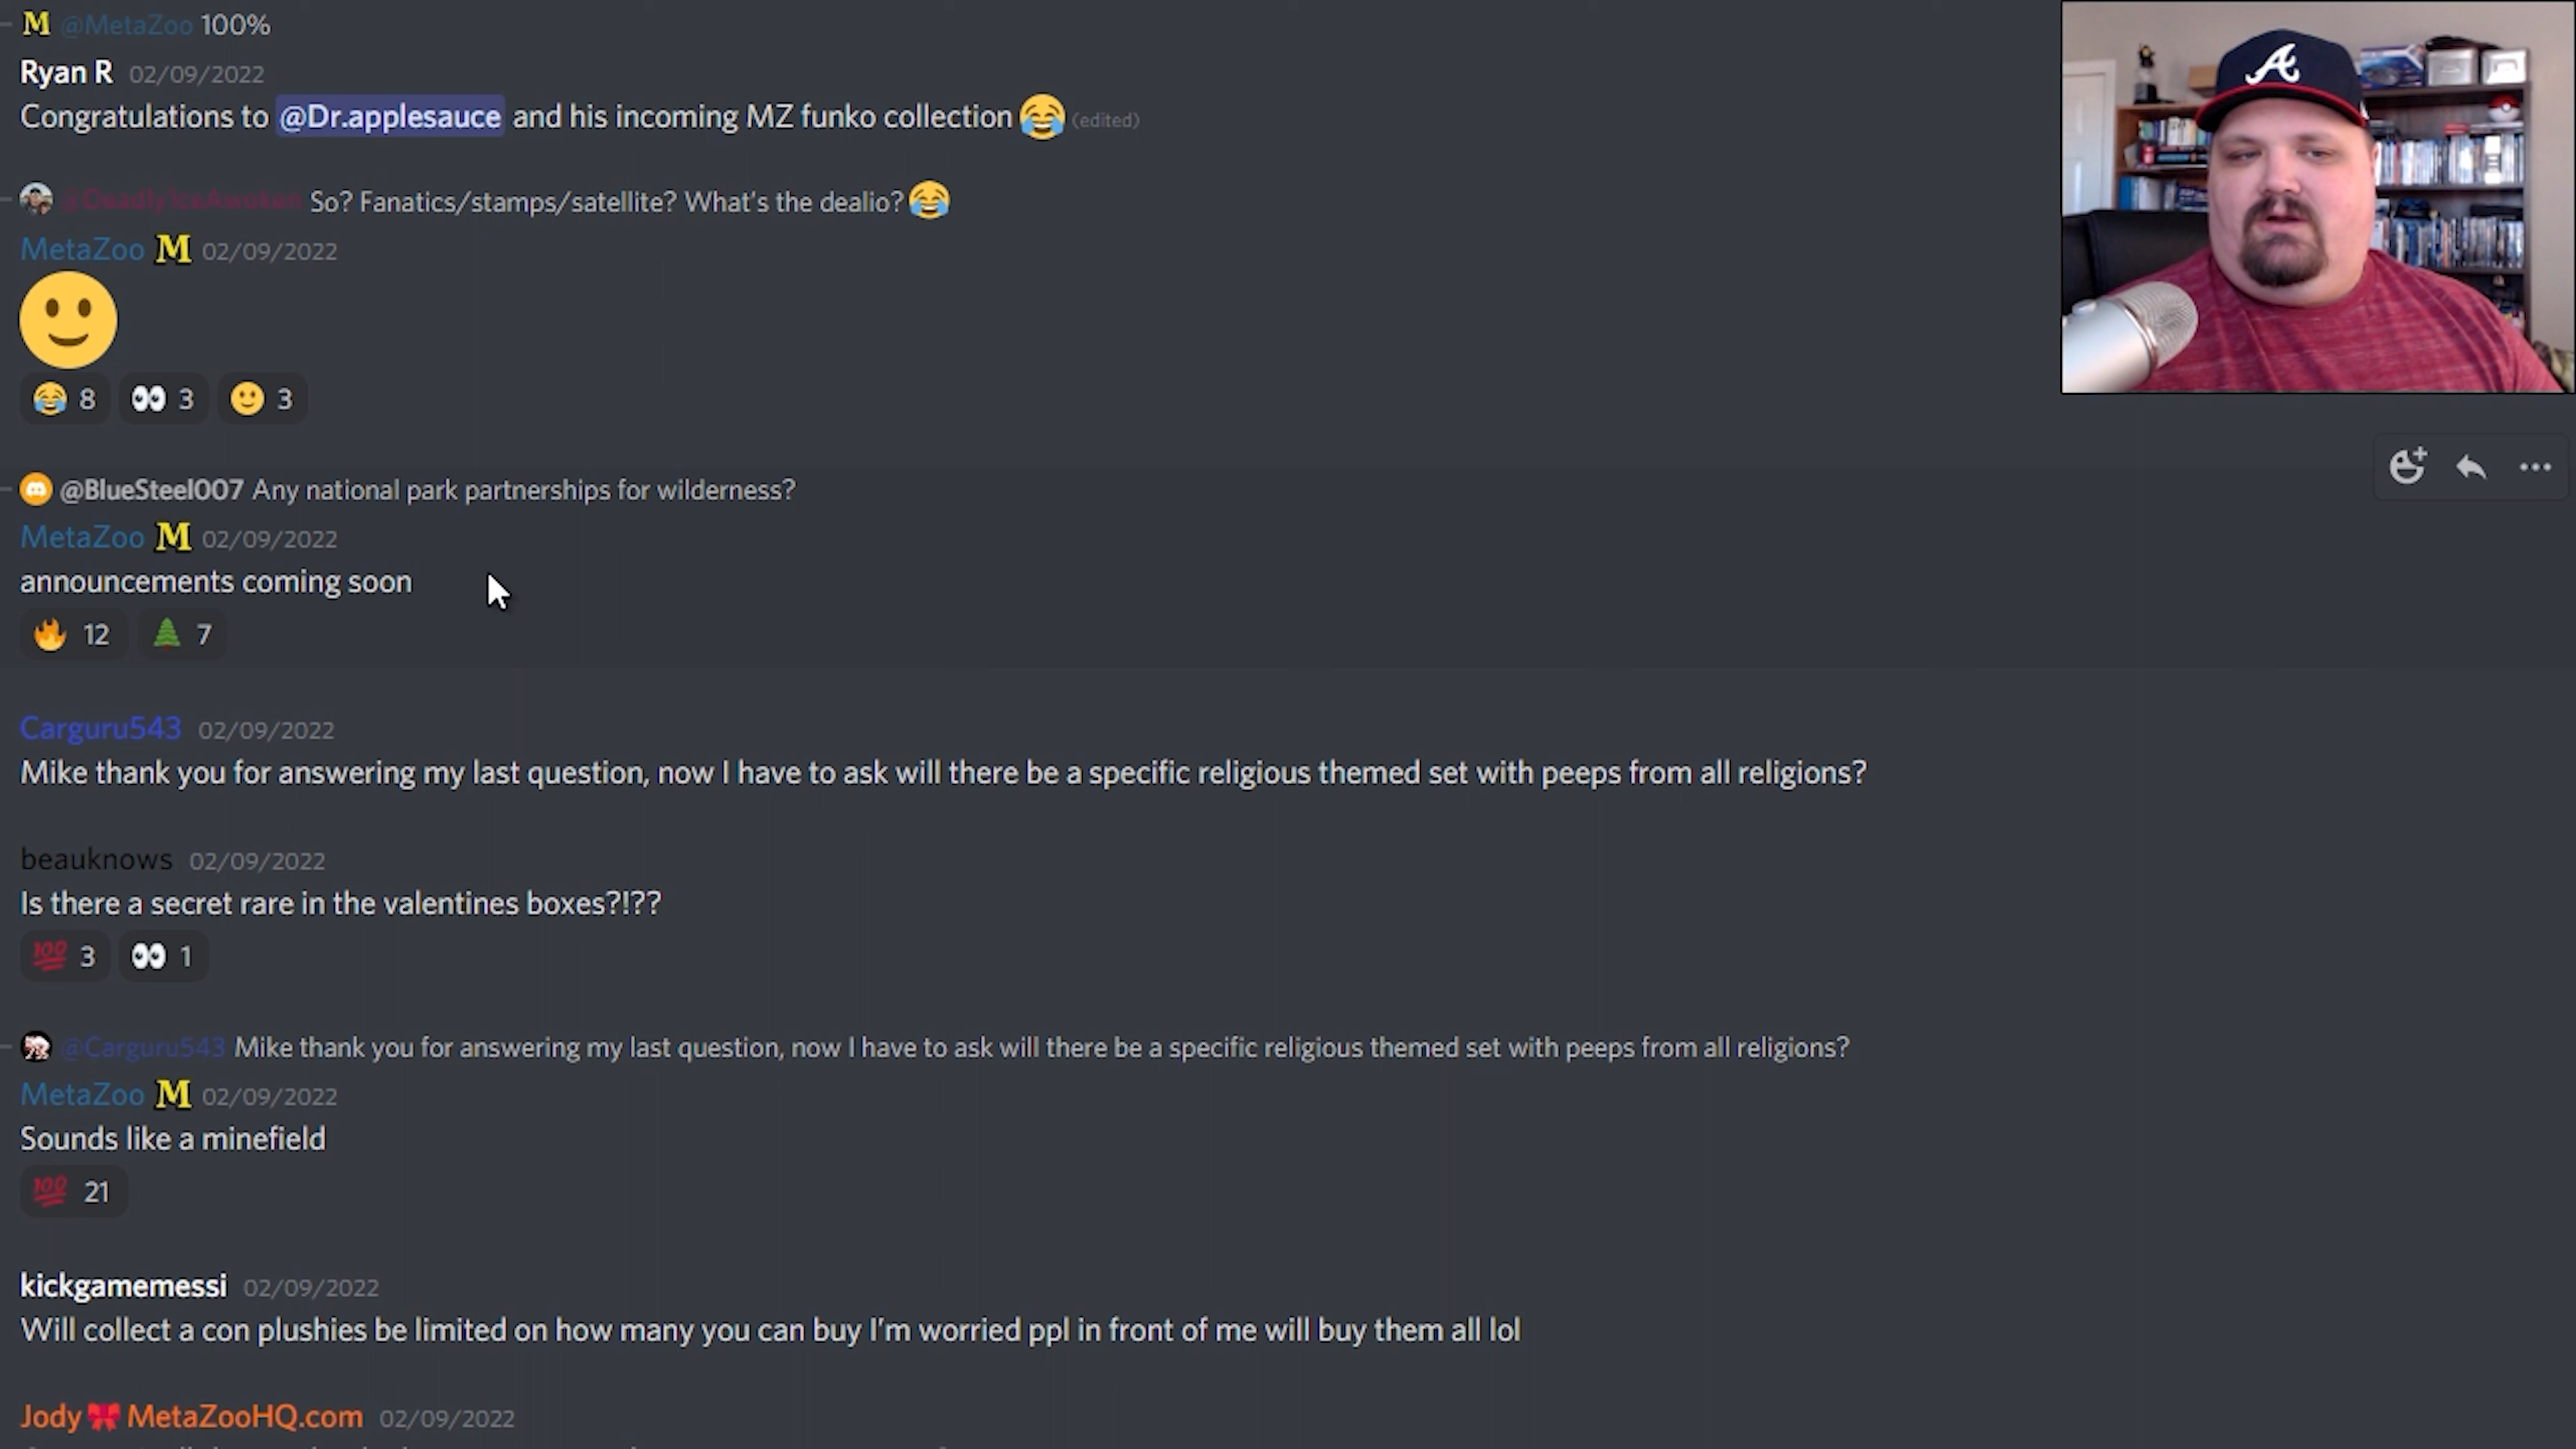 M @MetaZoo 100%
Ryan R 02/09/2022
Congratulations to @Dr.applesauce and his incoming MZ funko collection 😂 (edited)
@DeadlyIceAwoken So? Fanatics/stamps/satellite? What's the dealio? 😂
MetaZoo M 02/09/2022
🙂
😂 8 👀 3 🙂 3
@BlueSteel007 Any national park partnerships for wilderness?
MetaZoo M 02/09/2022
announcements coming soon
🔥 12 🌲 7
Carguru543 02/09/2022
Mike thank you for answering my last question, now I have to ask will there be a specific religious themed set with peeps from all religions?
beauknows 02/09/2022
Is there a secret rare in the valentines boxes?!??
💯 3 👀 1
@Carguru543 Mike thank you for answering my last question, now I have to ask will there be a specific religious themed set with peeps from all religions?
MetaZoo M 02/09/2022
Sounds like a minefield
💯 21
kickgamemessi 02/09/2022
Will collect a con plushies be limited on how many you can buy I'm worried ppl in front of me will buy them all lol
Jody 🎀 MetaZooHQ.com 02/09/2022
A